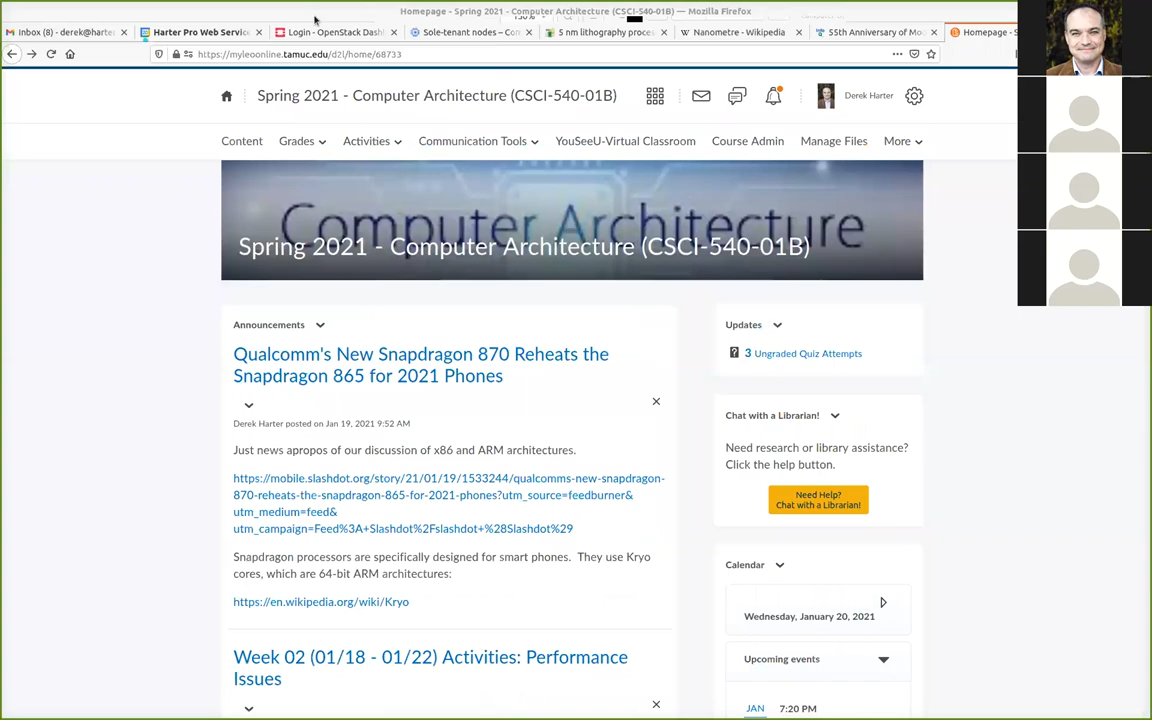 Homepage - Spring 2021 - Computer Architecture (CSCI-540-01B) — Mozilla Firefox
Inbox (8) - derek@harte
Harter Pro Web Servic
Login - OpenStack Dash
Sole-tenant nodes – Co
5 nm lithography proces
Nanometre - Wikipedia
55th Anniversary of Mo
Homepage - S
https://myleoonline.tamuc.edu/d2l/home/68733
Spring 2021 - Computer Architecture (CSCI-540-01B)
Derek Harter
Content
Grades
Activities
Communication Tools
YouSeeU-Virtual Classroom
Course Admin
Manage Files
More
Computer Architecture
Spring 2021 - Computer Architecture (CSCI-540-01B)
Announcements
Qualcomm's New Snapdragon 870 Reheats the
Snapdragon 865 for 2021 Phones
Derek Harter posted on Jan 19, 2021 9:52 AM
Just news apropos of our discussion of x86 and ARM architectures.
https://mobile.slashdot.org/story/21/01/19/1533244/qualcomms-new-snapdragon-
870-reheats-the-snapdragon-865-for-2021-phones?utm_source=feedburner&
utm_medium=feed&
utm_campaign=Feed%3A+Slashdot%2Fslashdot+%28Slashdot%29
Snapdragon processors are specifically designed for smart phones.  They use Kryo
cores, which are 64-bit ARM architectures:
https://en.wikipedia.org/wiki/Kryo
Week 02 (01/18 - 01/22) Activities: Performance
Issues
Updates
3 Ungraded Quiz Attempts
Chat with a Librarian!
Need research or library assistance?
Click the help button.
Need Help?
Chat with a Librarian!
Calendar
Wednesday, January 20, 2021
Upcoming events
JAN
7:20 PM